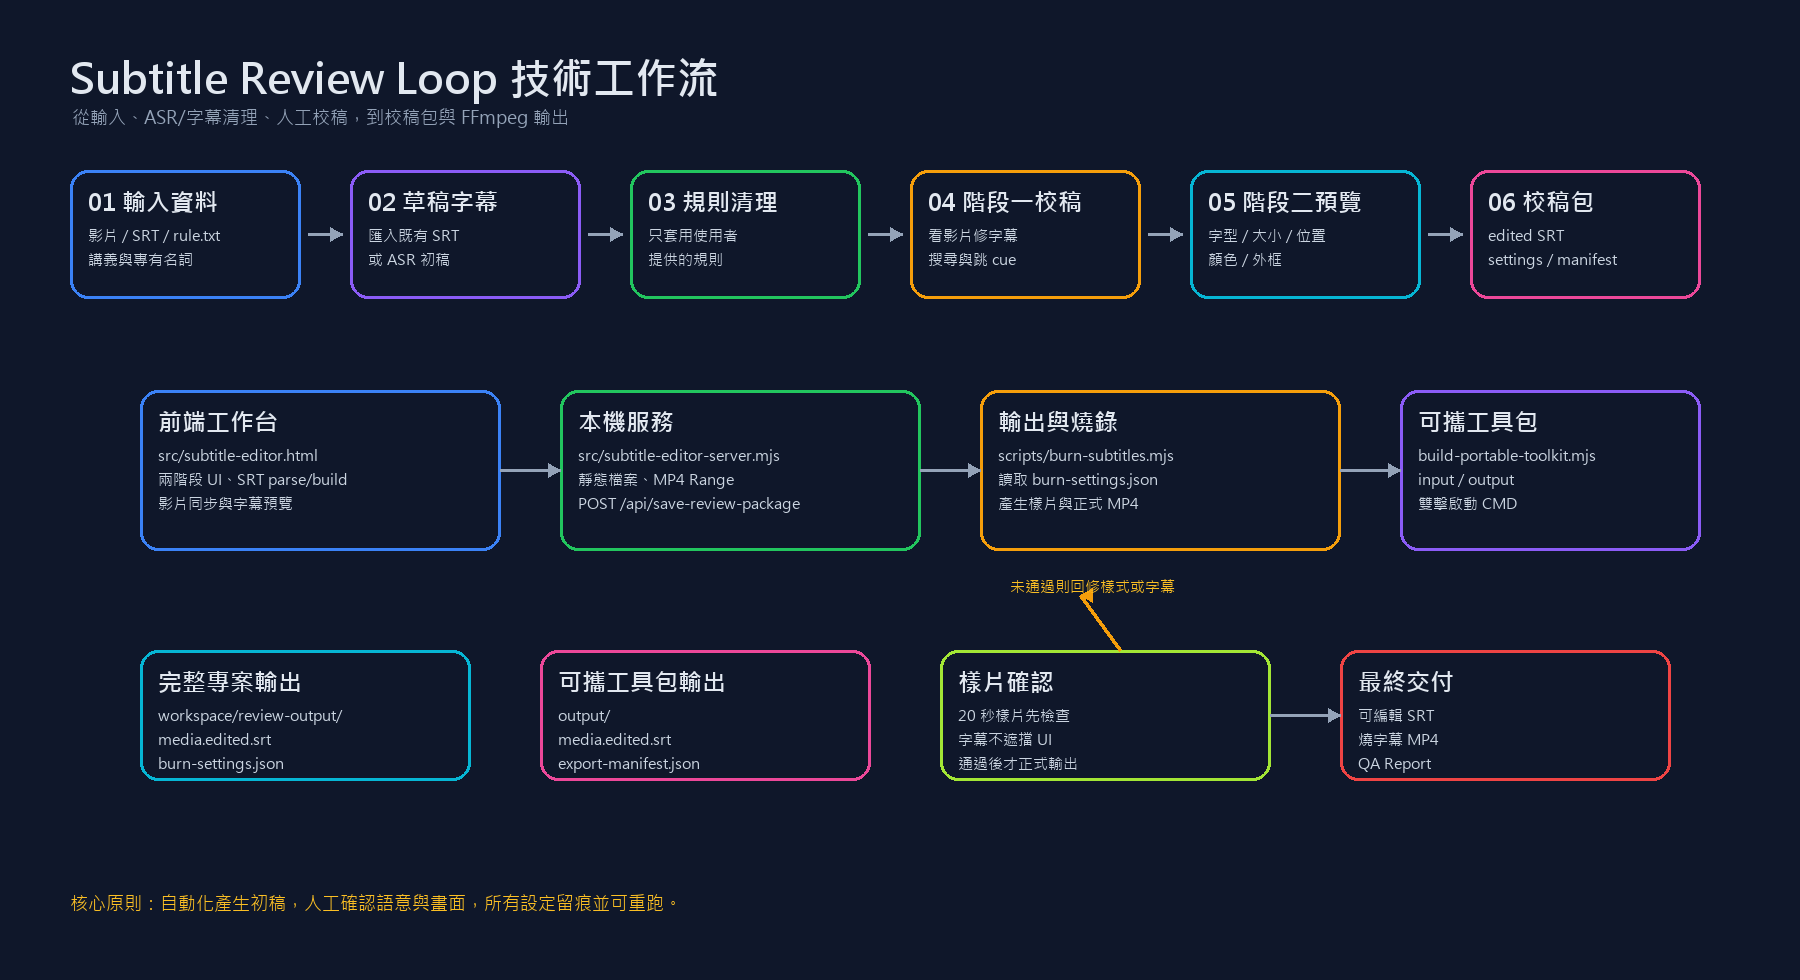 Subtitle Review Loop 技術工作流
從輸入、ASR/字幕清理、人工校稿，到校稿包與 FFmpeg 輸出
01 輸入資料
影片 / SRT / rule.txt
講義與專有名詞
02 草稿字幕
匯入既有 SRT
或 ASR 初稿
03 規則清理
只套用使用者
提供的規則
04 階段一校稿
看影片修字幕
搜尋與跳 cue
05 階段二預覽
字型 / 大小 / 位置
顏色 / 外框
06 校稿包
edited SRT
settings / manifest
前端工作台
src/subtitle-editor.html
兩階段 UI、SRT parse/build
影片同步與字幕預覽
本機服務
src/subtitle-editor-server.mjs
靜態檔案、MP4 Range
POST /api/save-review-package
輸出與燒錄
scripts/burn-subtitles.mjs
讀取 burn-settings.json
產生樣片與正式 MP4
可攜工具包
build-portable-toolkit.mjs
input / output
雙擊啟動 CMD
未通過則回修樣式或字幕
完整專案輸出
workspace/review-output/
media.edited.srt
burn-settings.json
可攜工具包輸出
output/
media.edited.srt
export-manifest.json
樣片確認
20 秒樣片先檢查
字幕不遮擋 UI
通過後才正式輸出
最終交付
可編輯 SRT
燒字幕 MP4
QA Report
核心原則：自動化產生初稿，人工確認語意與畫面，所有設定留痕並可重跑。